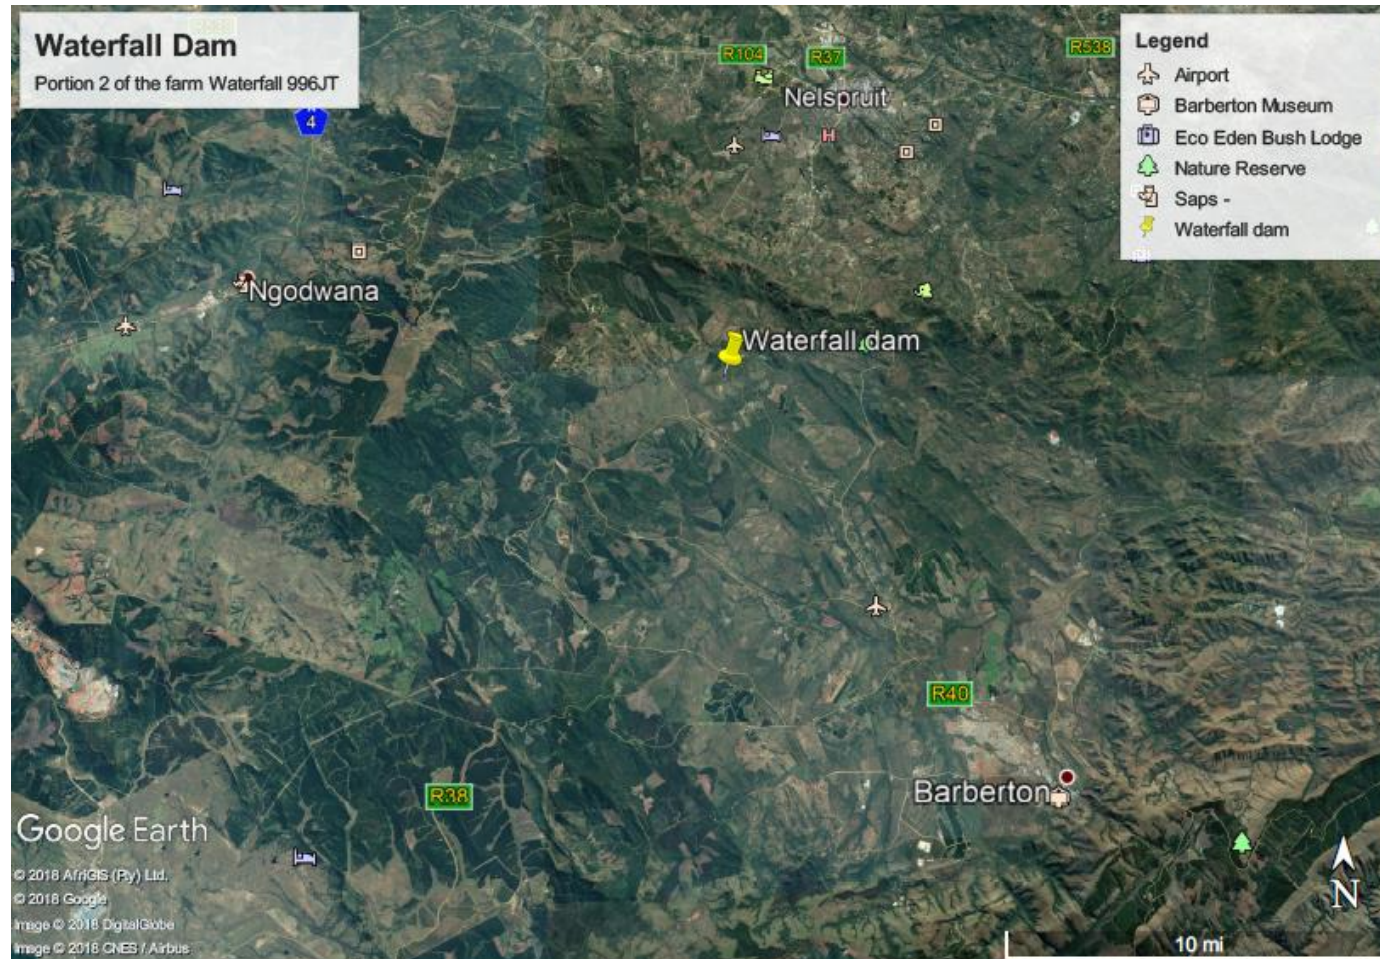 Waterfall Dam
Portion 2 of the farm Waterfall 996JT
4
R104
R37
R538
Nelspruit
H
Legend
Airport
Barberton Museum
Eco Eden Bush Lodge
Nature Reserve
Saps -
Waterfall dam
Ngodwana
Waterfall dam
R40
Barberton
R38
Google Earth
© 2018 AfriGIS (Pty) Ltd.
© 2018 Google
Image © 2018 DigitalGlobe
Image © 2018 CNES / Airbus
N
10 mi